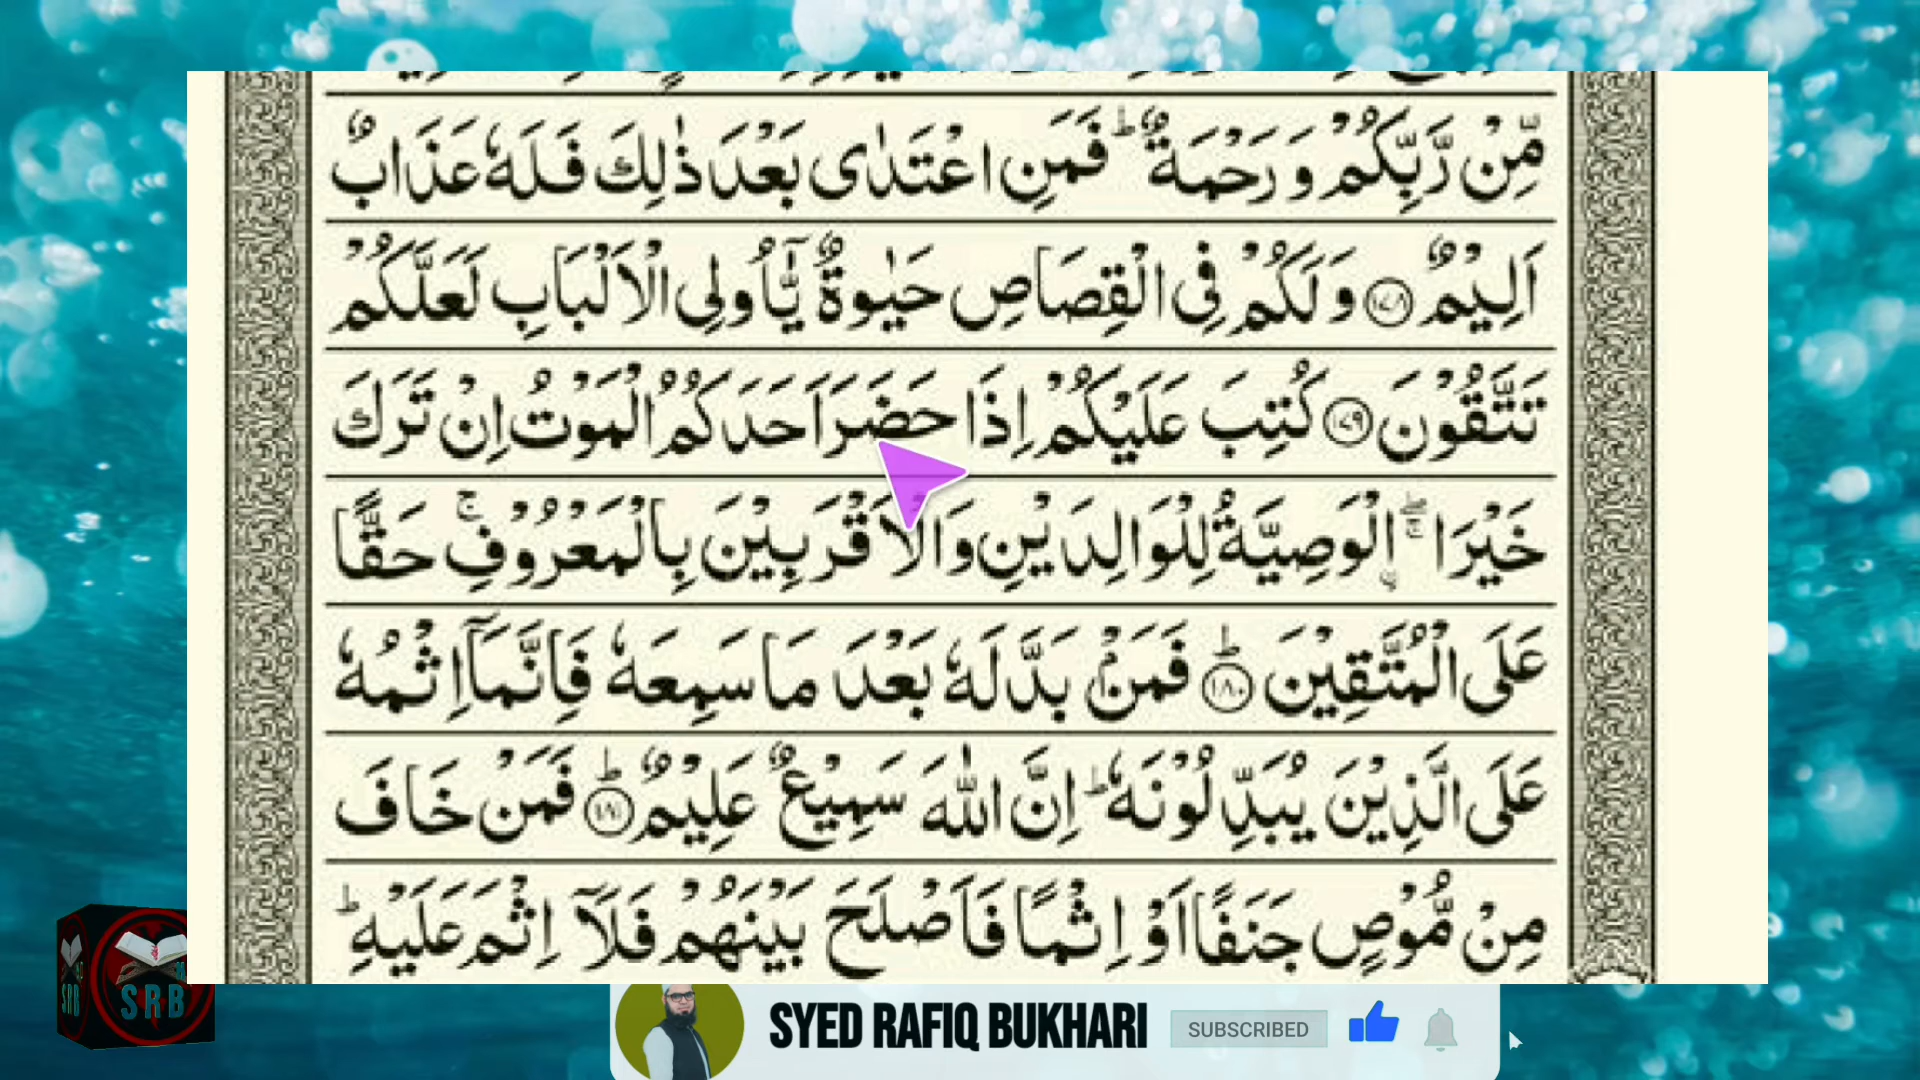 مِّنْ رَّبِّكُمْ وَ رَحْمَةٌ ؕ فَمَنِ اعْتَدٰی بَعْدَ ذٰلِكَ فَلَهٗ عَذَابٌ
اَلِیْمٌ ۝۱۷۸ وَ لَكُمْ فِی الْقِصَاصِ حَیٰوةٌ یّٰۤاُولِی الْاَلْبَابِ لَعَلَّكُمْ
تَتَّقُوْنَ ۝۱۷۹ كُتِبَ عَلَیْكُمْ اِذَا حَضَرَ اَحَدَكُمُ الْمَوْتُ اِنْ تَرَكَ
خَیْرَا ۖۚ اِ۟لْوَصِیَّةُ لِلْوَالِدَیْنِ وَالْاَقْرَبِیْنَ بِالْمَعْرُوْفِ ۚ حَقًّا
عَلَی الْمُتَّقِیْنَ ؕ۝۱۸۰ فَمَنْۢ بَدَّلَهٗ بَعْدَ مَا سَمِعَهٗ فَاِنَّمَاۤ اِثْمُهٗ
عَلَی الَّذِیْنَ یُبَدِّلُوْنَهٗ ؕ اِنَّ اللّٰهَ سَمِیْعٌ عَلِیْمٌ ؕ۝۱۸۱ فَمَنْ خَافَ
مِنْ مُّوْصٍ جَنَفًا اَوْ اِثْمًا فَاَصْلَحَ بَیْنَهُمْ فَلَاۤ اِثْمَ عَلَیْهِ ؕ
SRB
SRB
SYED RAFIQ BUKHARI
SUBSCRIBED